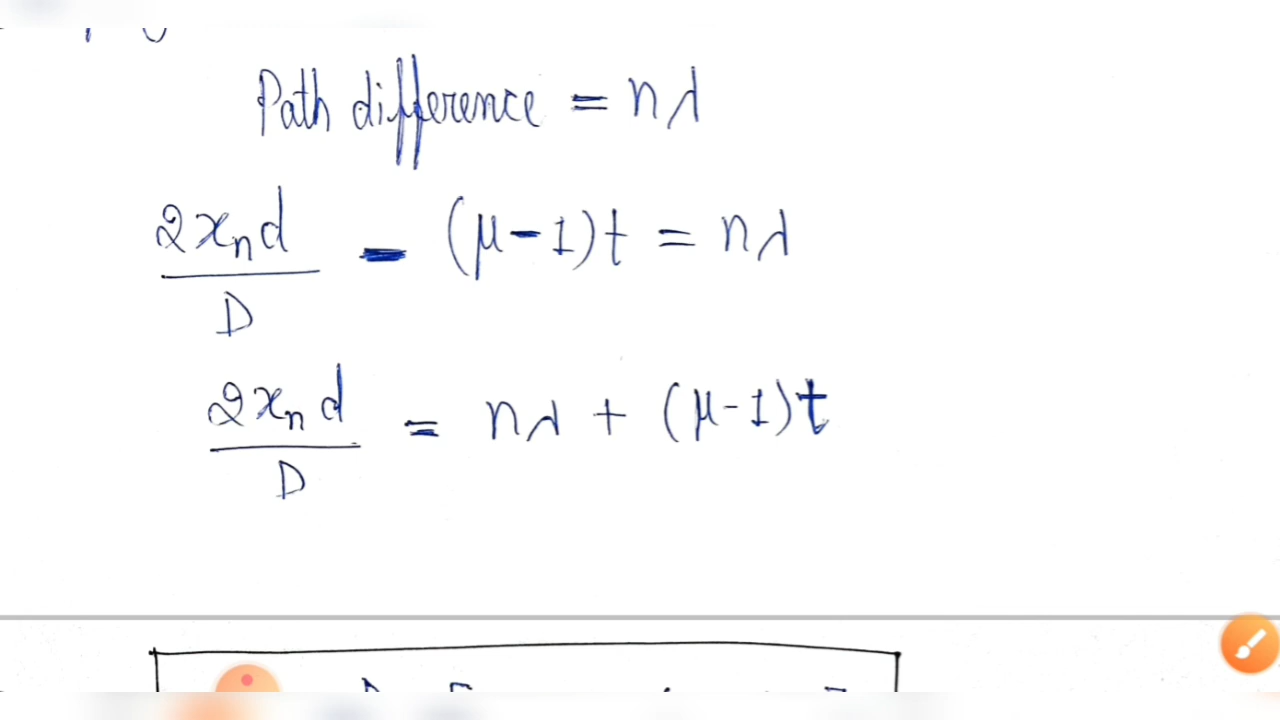 Path difference = nλ
2xₙd/D - (μ-1)t = nλ
2xₙd/D = nλ + (μ-1)t